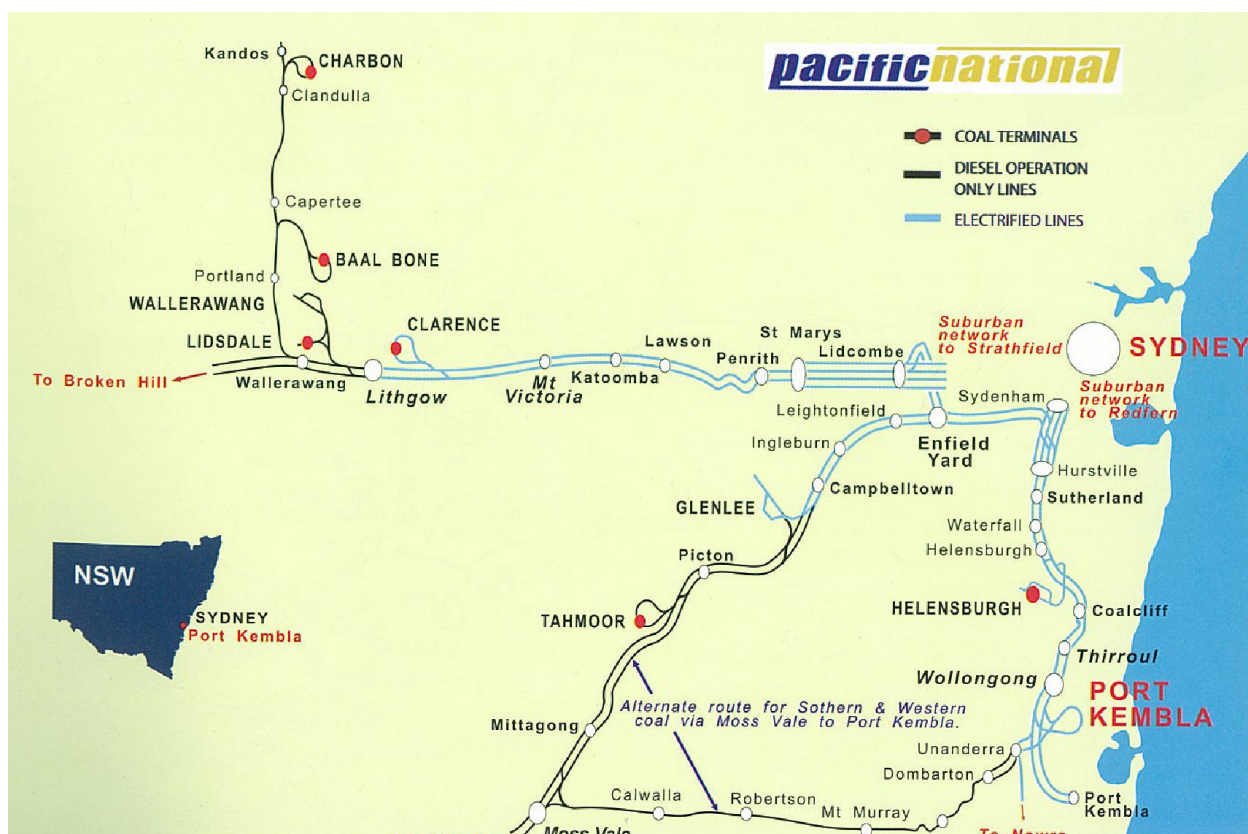 Kandos
CHARBON
Clandulla
pacificnational
COAL TERMINALS
DIESEL OPERATION
ONLY LINES
ELECTRIFIED LINES
Capertee
BAAL BONE
Portland
WALLERAWANG
LIDSDALE
CLARENCE
To Broken Hill
Wallerawang
Lithgow
Mt
Victoria
Katoomba
Lawson
Penrith
St Marys
Lidcombe
Suburban
network
to Strathfield
SYDNEY
Suburban
network
to Redfern
Sydenham
Leightonfield
Enfield
Yard
Ingleburn
Hurstville
Campbelltown
Sutherland
GLENLEE
Waterfall
Helensburgh
Picton
NSW
SYDNEY
Port Kembla
TAHMOOR
HELENSBURGH
Coalcliff
Thirroul
Wollongong
PORT
KEMBLA
Alternate route for Sothern & Western
coal via Moss Vale to Port Kembla.
Mittagong
Unanderra
Dombarton
Calwalla
Robertson
Mt Murray
Port
Kembla
Moss Vale
To Nowra